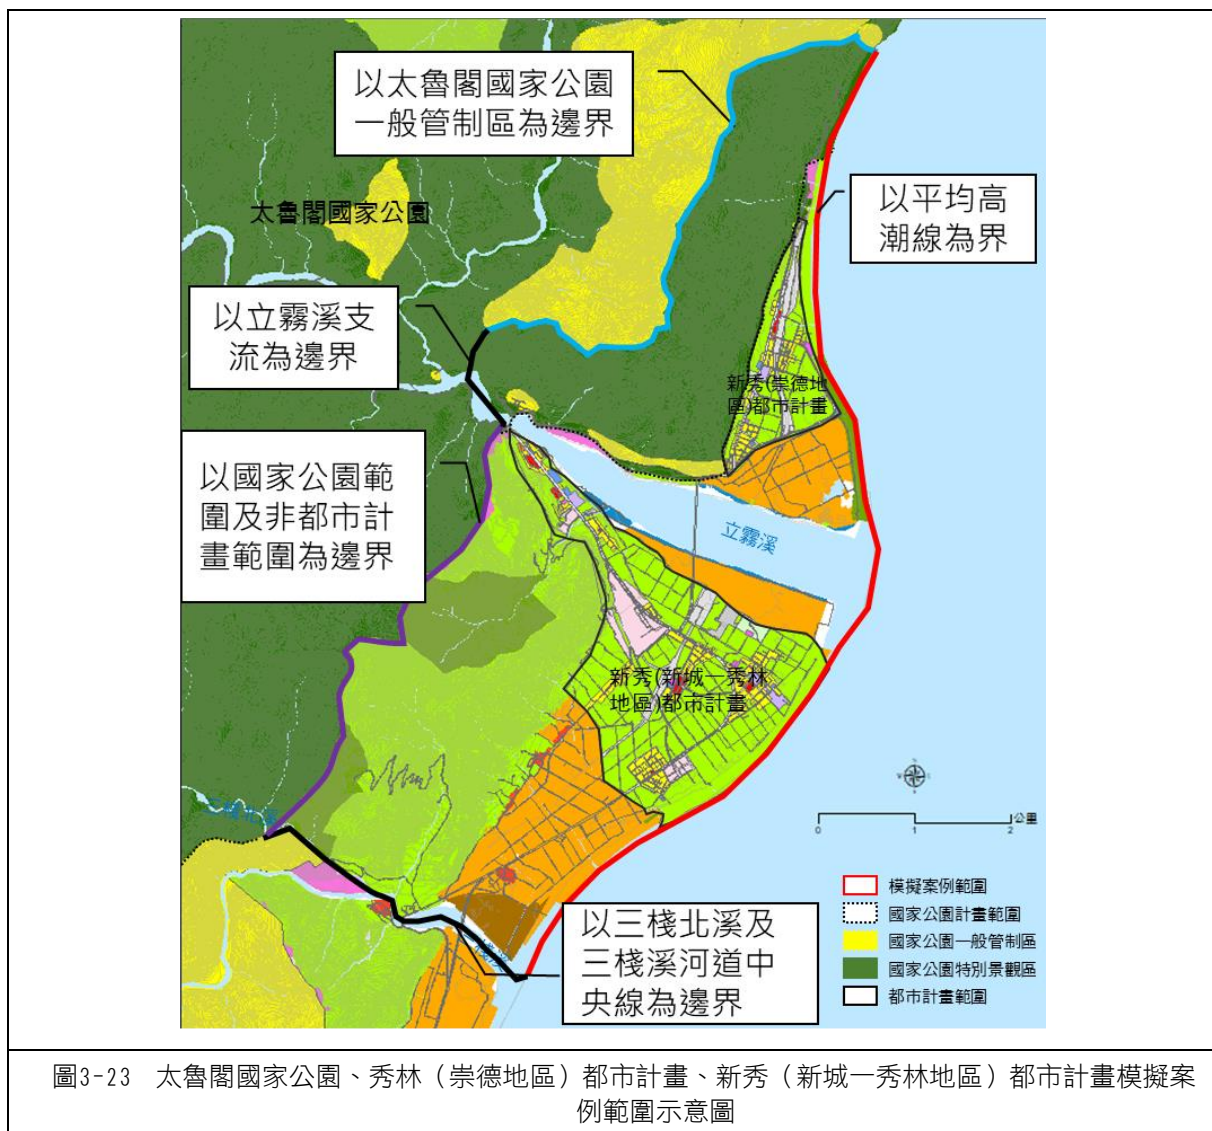 以太魯閣國家公園
一般管制區為邊界
太魯閣國家公園
以平均高
潮線為界
以立霧溪支
流為邊界
新秀(崇德地
區)都市計畫
以國家公園範
圍及非都市計
畫範圍為邊界
立霧溪
新秀(新城一秀林
地區)都市計畫
三棧北溪
公里
0
1
2
模擬案例範圍
國家公園計畫範圍
國家公園一般管制區
國家公園特別景觀區
都市計畫範圍
三棧溪
以三棧北溪及
三棧溪河道中
央線為邊界
圖3-23 太魯閣國家公園、秀林（崇德地區）都市計畫、新秀（新城一秀林地區）都市計畫模擬案
例範圍示意圖